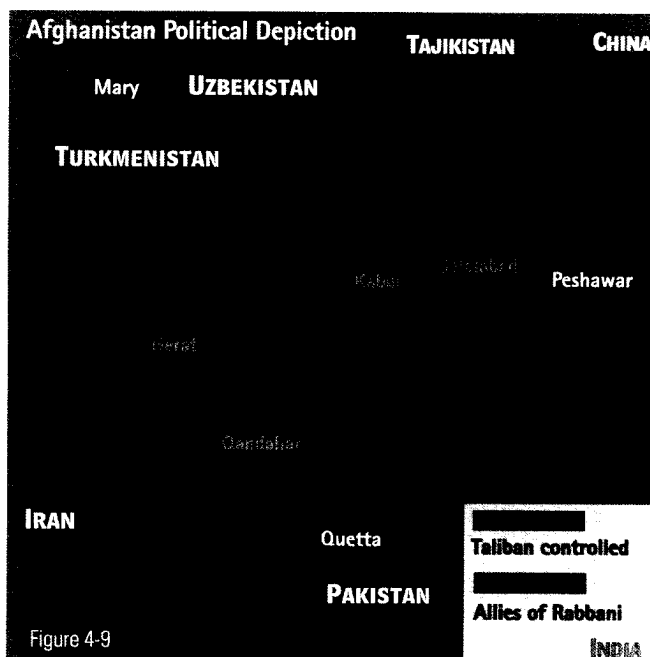 Afghanistan Political Depiction
TAJIKISTAN
CHINA
Mary
UZBEKISTAN
TURKMENISTAN
Kabul
Jalalabad
Peshawar
Herat
Qandahar
IRAN
Quetta
Taliban controlled
PAKISTAN
Allies of Rabbani
Figure 4-9
INDIA